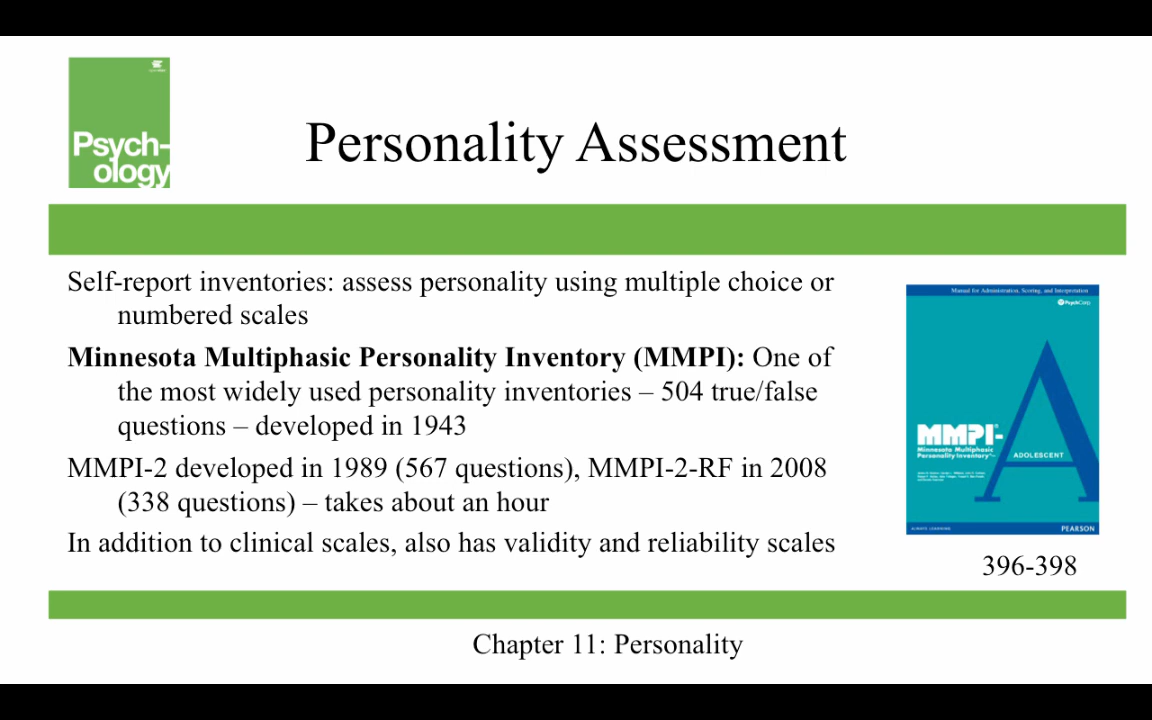 Psych-
ology
Personality Assessment
Self-report inventories: assess personality using multiple choice or
numbered scales
Minnesota Multiphasic Personality Inventory (MMPI): One of
the most widely used personality inventories – 504 true/false
questions – developed in 1943
MMPI-2 developed in 1989 (567 questions), MMPI-2-RF in 2008
(338 questions) – takes about an hour
In addition to clinical scales, also has validity and reliability scales
Manual for Administration, Scoring, and Interpretation
PsychCorp
MMPI®-
Minnesota Multiphasic
Personality Inventory™-
A
ADOLESCENT
ALWAYS LEARNING
PEARSON
396-398
Chapter 11: Personality